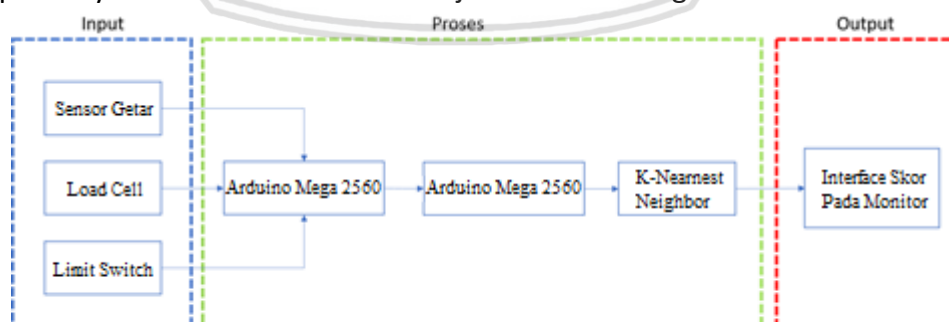 Input
Proses
Output
Sensor Getar
Load Cell
Limit Switch
Arduino Mega 2560
Arduino Mega 2560
K-Nearnest
Neighbor
Interface Skor
Pada Monitor